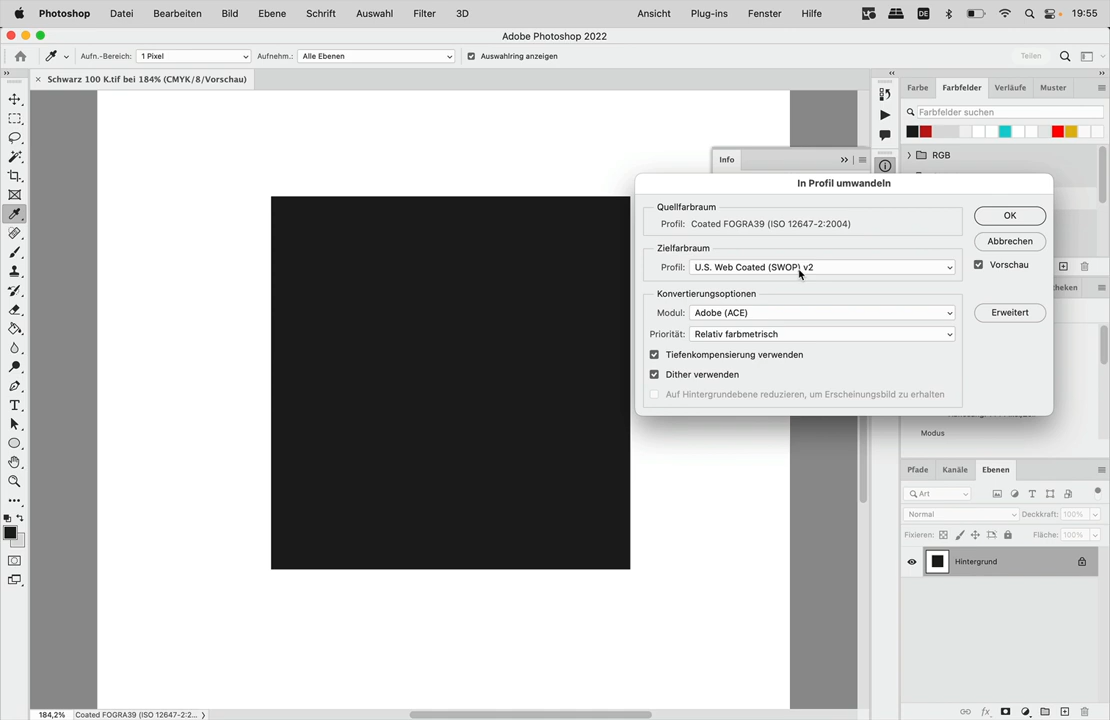 Photoshop Datei Bearbeiten Bild Ebene Schrift Auswahl Filter 3D Ansicht Plug-ins Fenster Hilfe DE 19:55
Adobe Photoshop 2022
Aufn.-Bereich: 1 Pixel Aufnehm.: Alle Ebenen Auswahlring anzeigen Teilen
Schwarz 100 K.tif bei 184% (CMYK/8/Vorschau)
Farbe Farbfelder Verläufe Muster
Farbfelder suchen
RGB
Info
In Profil umwandeln
Quellfarbraum
Profil: Coated FOGRA39 (ISO 12647-2:2004)
OK
Zielfarbraum
Abbrechen
Profil: U.S. Web Coated (SWOP) v2
Vorschau
Konvertierungsoptionen
Modul: Adobe (ACE)
Erweitert
Priorität: Relativ farbmetrisch
Tiefenkompensierung verwenden
Dither verwenden
Auf Hintergrundebene reduzieren, um Erscheinungsbild zu erhalten
Modus
Pfade Kanäle Ebenen
Art
Normal Deckkraft: 100%
Fixieren: Fläche: 100%
Hintergrund
184,2% Coated FOGRA39 (ISO 12647-2:2...
fx